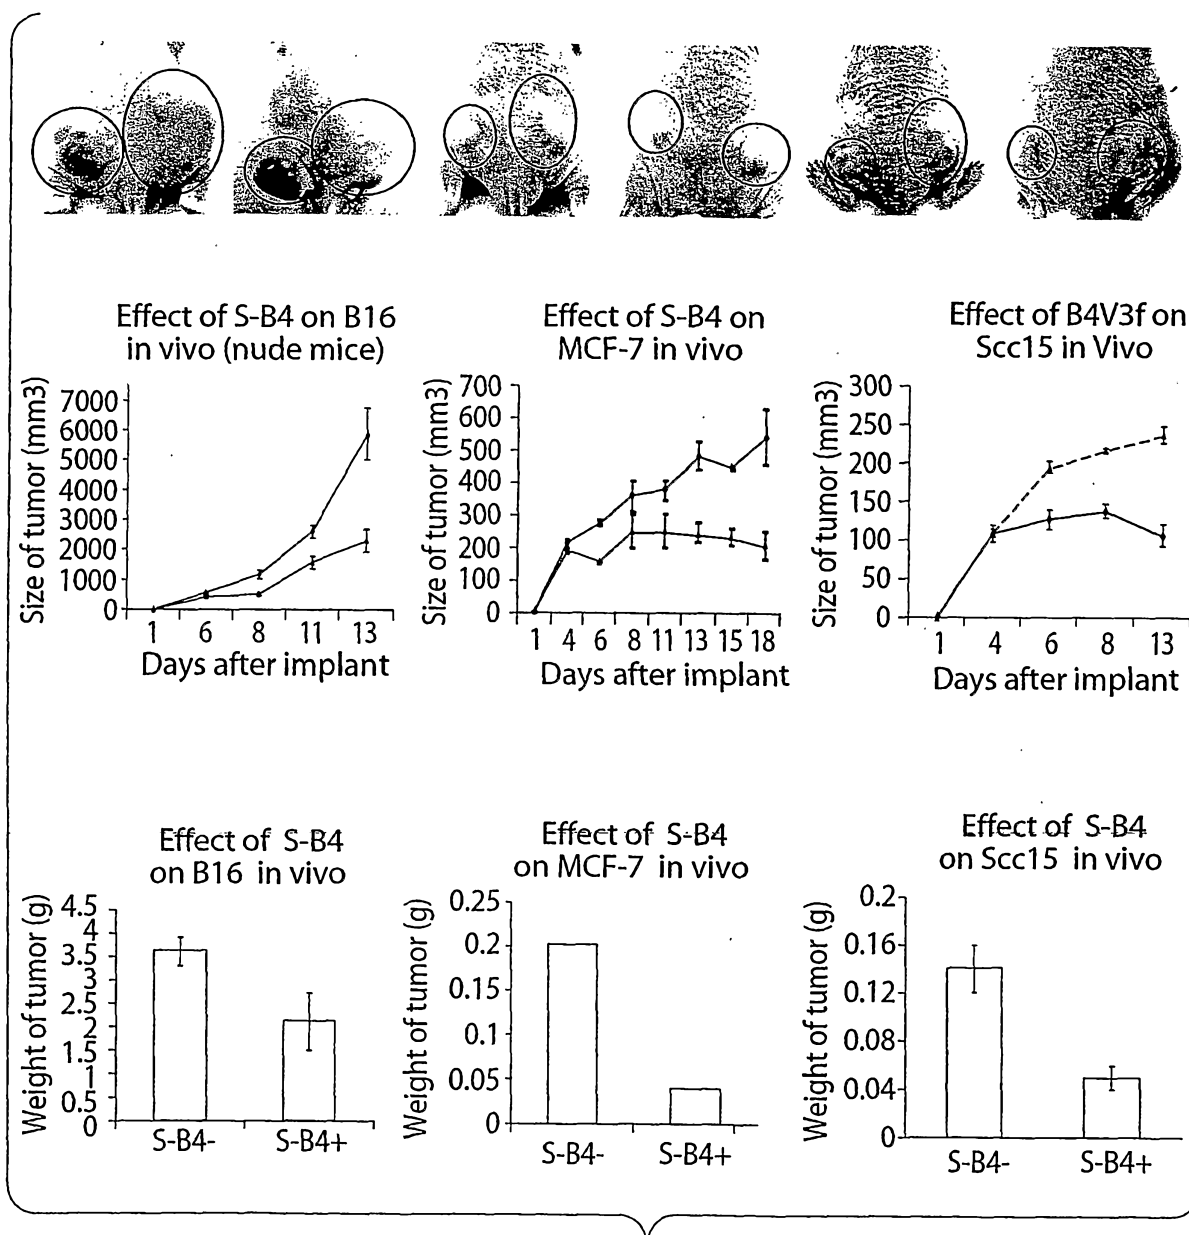 Effect of S-B4 on B16
in vivo (nude mice)
Size of tumor (mm3)
7000
6000
5000
4000
3000
2000
1000
0
1 6 8 11 13
Days after implant
Effect of S-B4 on
MCF-7 in vivo
Size of tumor (mm3)
700
600
500
400
300
200
100
0
1 4 6 8 11 13 15 18
Days after implant
Effect of B4V3f on
Scc15 in Vivo
Size of tumor (mm3)
300
250
200
150
100
50
0
1 4 6 8 13
Days after implant
Effect of S-B4
on B16 in vivo
Weight of tumor (g)
4.5
4
3.5
3
2.5
2
1.5
1
0.5
0
S-B4- S-B4+
Effect of S-B4
on MCF-7 in vivo
Weight of tumor (g)
0.25
0.2
0.15
0.1
0.05
0
S-B4- S-B4+
Effect of S-B4
on Scc15 in vivo
Weight of tumor (g)
0.2
0.16
0.12
0.08
0.04
0
S-B4- S-B4+